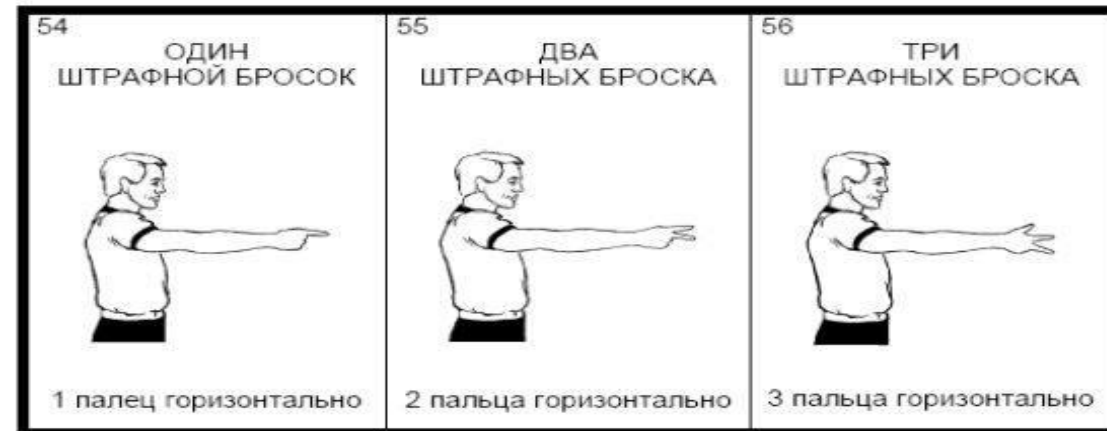 54
ОДИН
ШТРАФНОЙ БРОСОК
1 палец горизонтально
55
ДВА
ШТРАФНЫХ БРОСКА
2 пальца горизонтально
56
ТРИ
ШТРАФНЫХ БРОСКА
3 пальца горизонтально